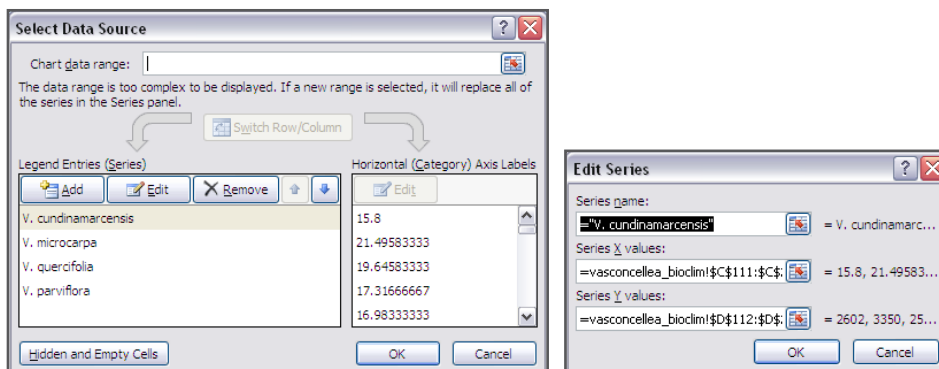 Select Data Source
Chart data range:
The data range is too complex to be displayed. If a new range is selected, it will replace all of
the series in the Series panel.
Switch Row/Column
Legend Entries (Series)
Horizontal (Category) Axis Labels
Add Edit Remove
Edit
V. cundinamarcensis
V. microcarpa
V. quercifolia
V. parviflora
15.8
21.49583333
19.64583333
17.31666667
16.98333333
Hidden and Empty Cells
OK Cancel
Edit Series
Series name:
="V. cundinamarcensis" = V. cundinamarc...
Series X values:
=vasconcellea_bioclim!$C$111:$C$: = 15.8, 21.49583...
Series Y values:
=vasconcellea_bioclim!$D$112:$D$: = 2602, 3350, 25...
OK Cancel